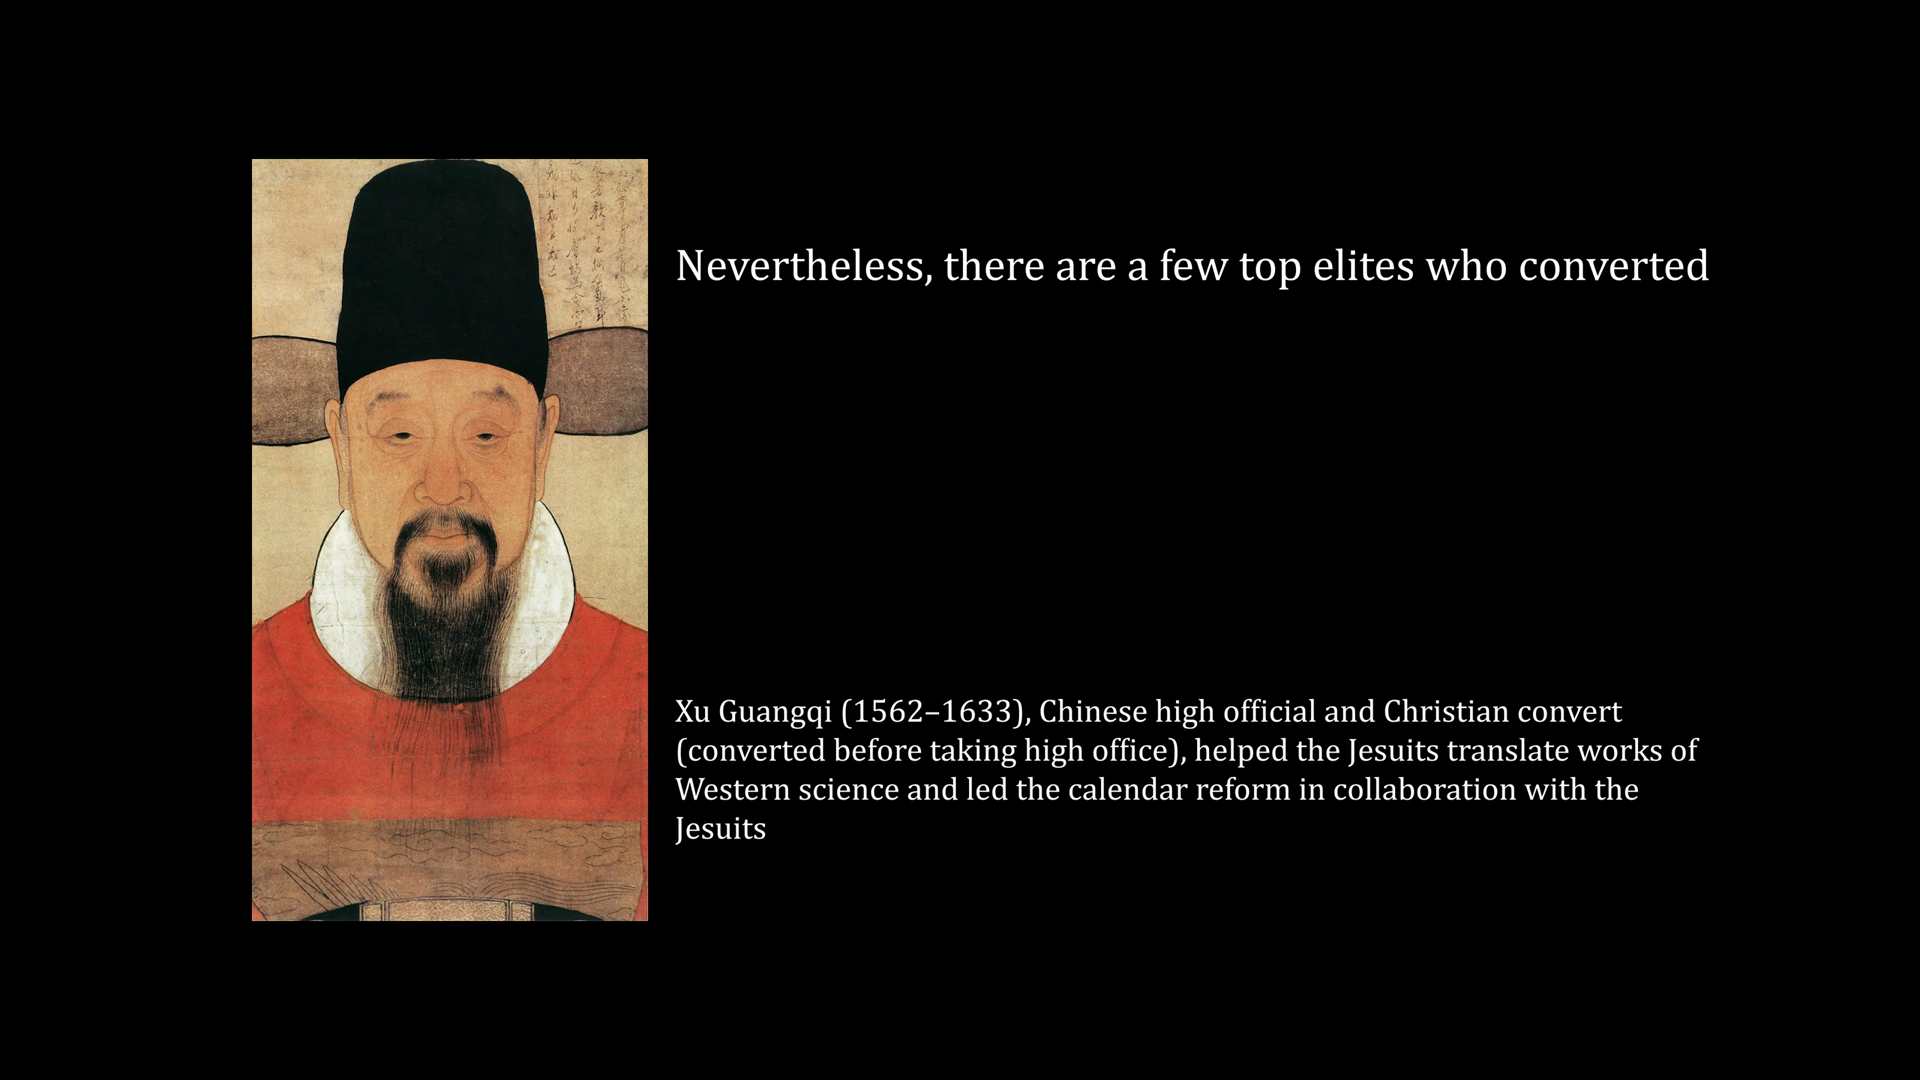 Nevertheless, there are a few top elites who converted
Xu Guangqi (1562–1633), Chinese high official and Christian convert
(converted before taking high office), helped the Jesuits translate works of
Western science and led the calendar reform in collaboration with the
Jesuits